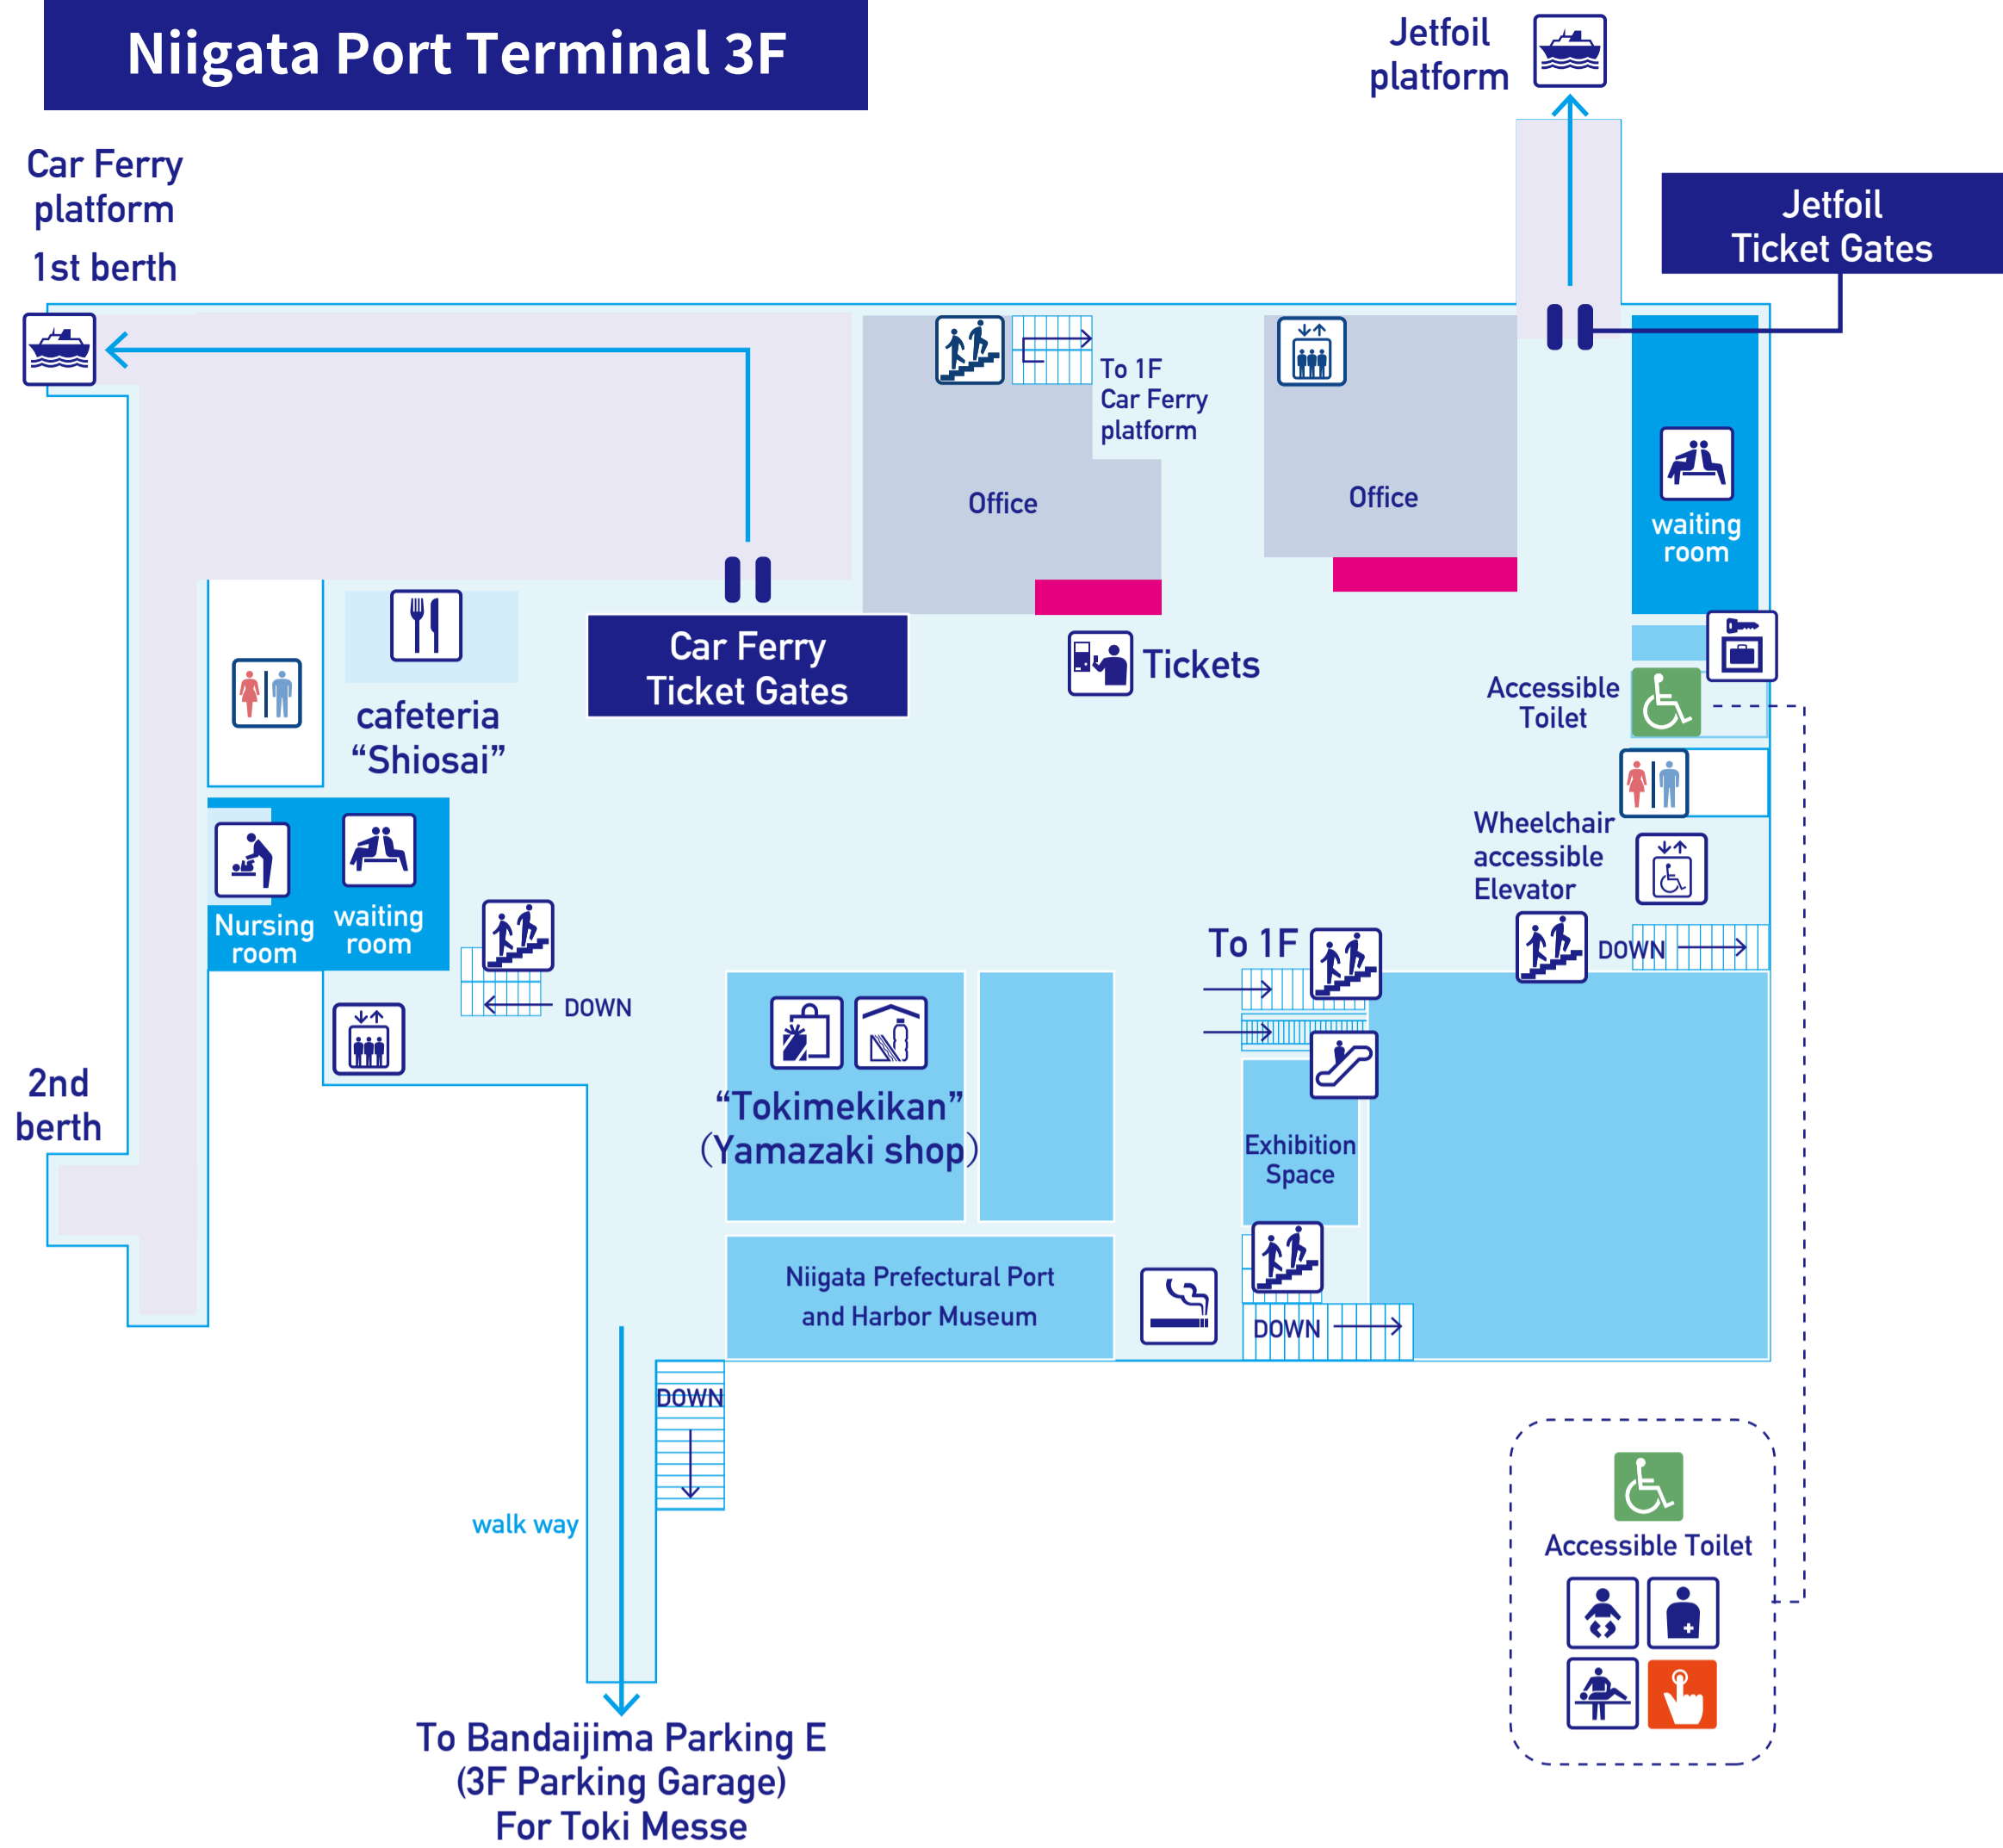 Niigata Port Terminal 3F
Jetfoil
platform
Car Ferry
platform
1st berth
Jetfoil
Ticket Gates
To 1F
Car Ferry
platform
Office
Office
waiting
room
Car Ferry
Ticket Gates
Tickets
cafeteria
“Shiosai”
Accessible
Toilet
Wheelchair
accessible
Elevator
Nursing
room
waiting
room
To 1F
DOWN
DOWN
2nd
berth
“Tokimekikan”
(Yamazaki shop)
Exhibition
Space
Niigata Prefectural Port
and Harbor Museum
DOWN
DOWN
walk way
Accessible Toilet
To Bandaijima Parking E
(3F Parking Garage)
For Toki Messe